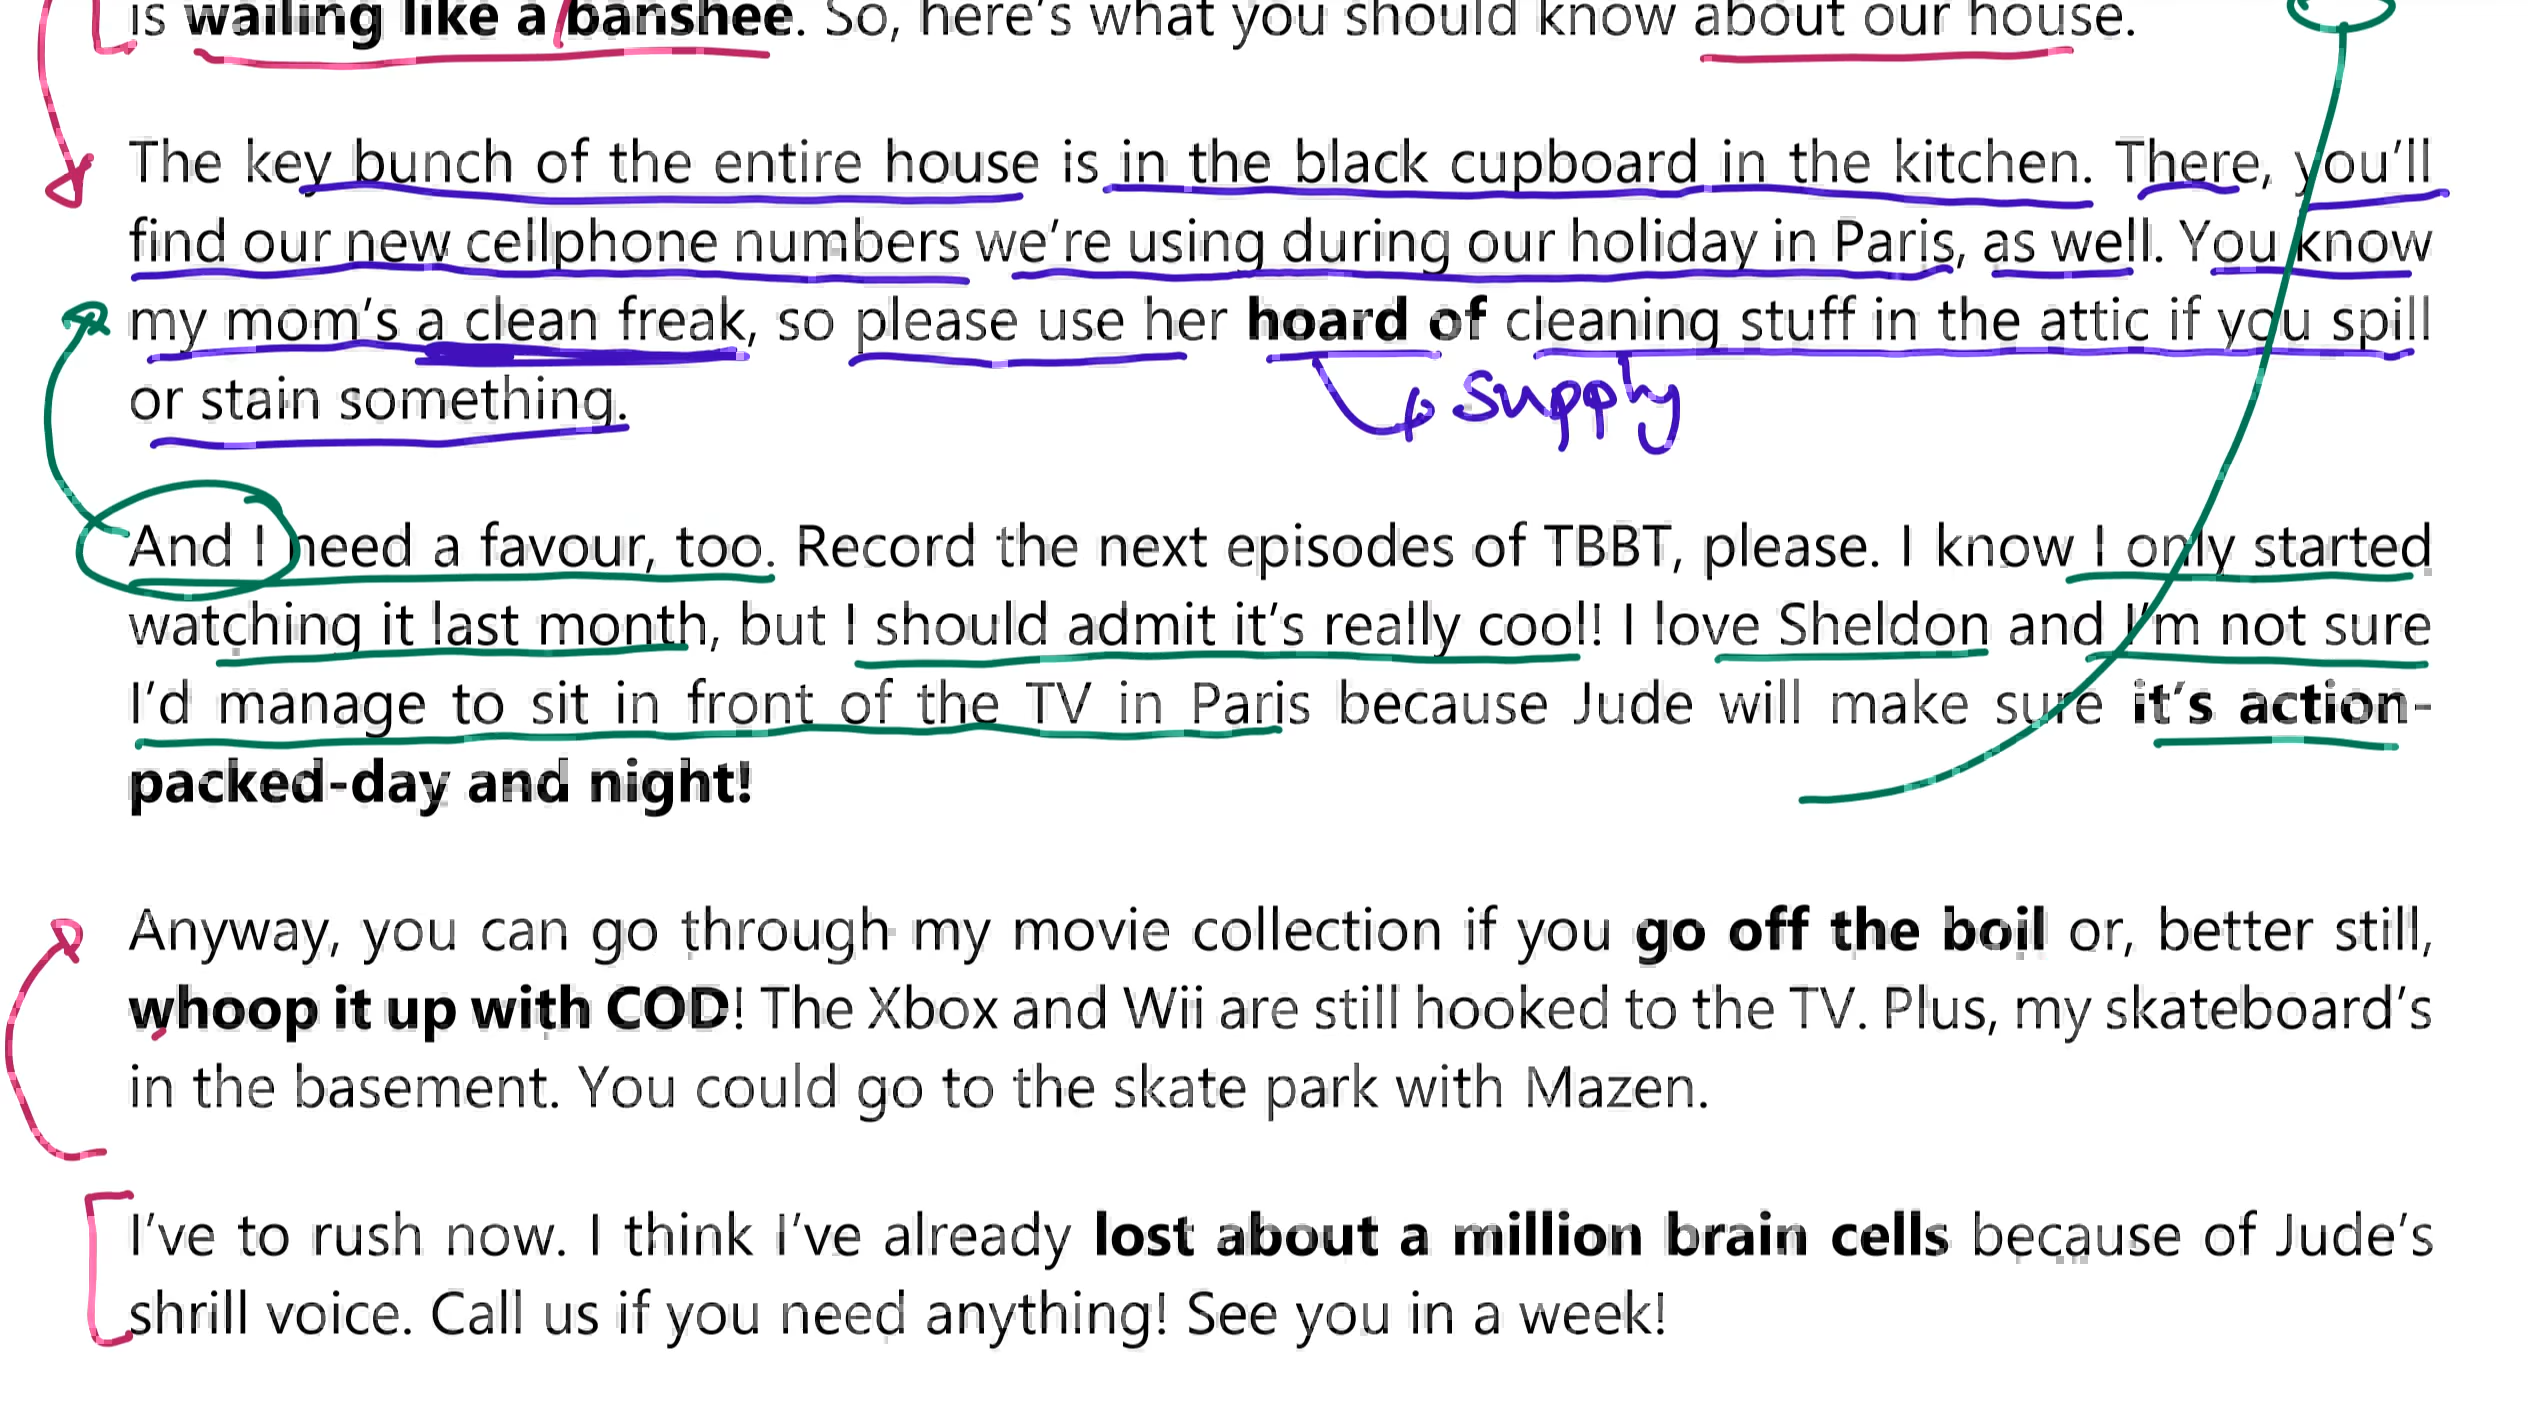 is wailing like a banshee. So, here's what you should know about our house.
The key bunch of the entire house is in the black cupboard in the kitchen. There, you'll
find our new cellphone numbers we're using during our holiday in Paris, as well. You know
my mom's a clean freak, so please use her hoard of cleaning stuff in the attic if you spill
or stain something.
supply
And I need a favour, too. Record the next episodes of TBBT, please. I know I only started
watching it last month, but I should admit it's really cool! I love Sheldon and I'm not sure
I'd manage to sit in front of the TV in Paris because Jude will make sure it's action-
packed-day and night!
Anyway, you can go through my movie collection if you go off the boil or, better still,
whoop it up with COD! The Xbox and Wii are still hooked to the TV. Plus, my skateboard's
in the basement. You could go to the skate park with Mazen.
I've to rush now. I think I've already lost about a million brain cells because of Jude's
shrill voice. Call us if you need anything! See you in a week!